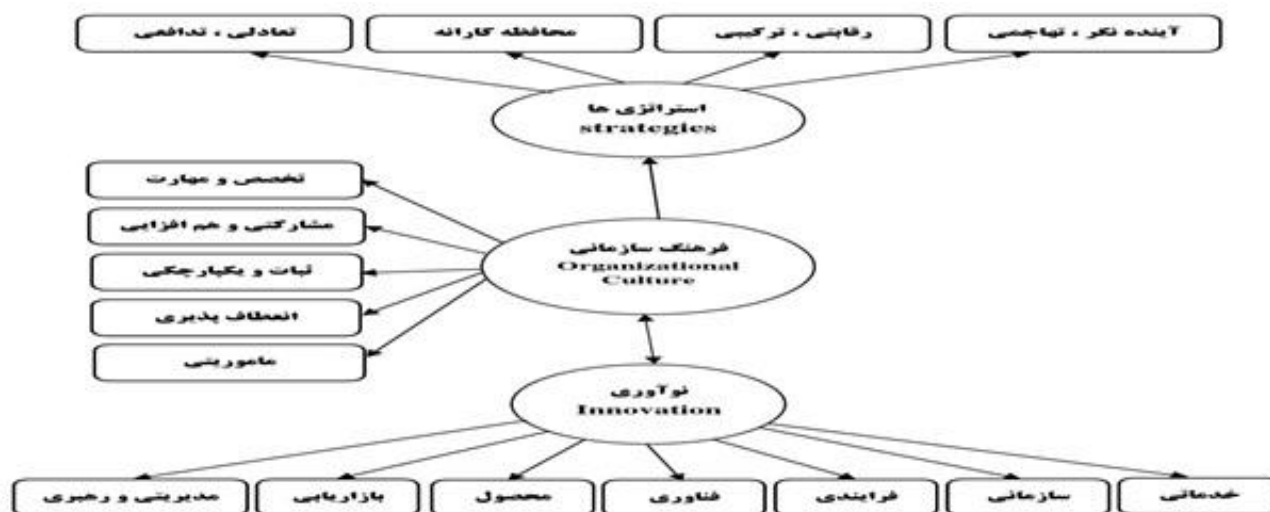 آینده نگر ، تهاجمی
رقابتی ، ترکیبی
محافظه کارانه
تعادلی ، تدافعی
استراتژی ها
strategies
تخصص و مهارت
مشارکتی و هم افزایی
ثبات و یکپارچگی
انعطاف پذیری
ماموریتی
فرهنگ سازمانی
Organizational
Culture
نوآوری
Innovation
خدماتی
سازمانی
فرایندی
فناوری
محصول
بازاریابی
مدیریتی و رهبری